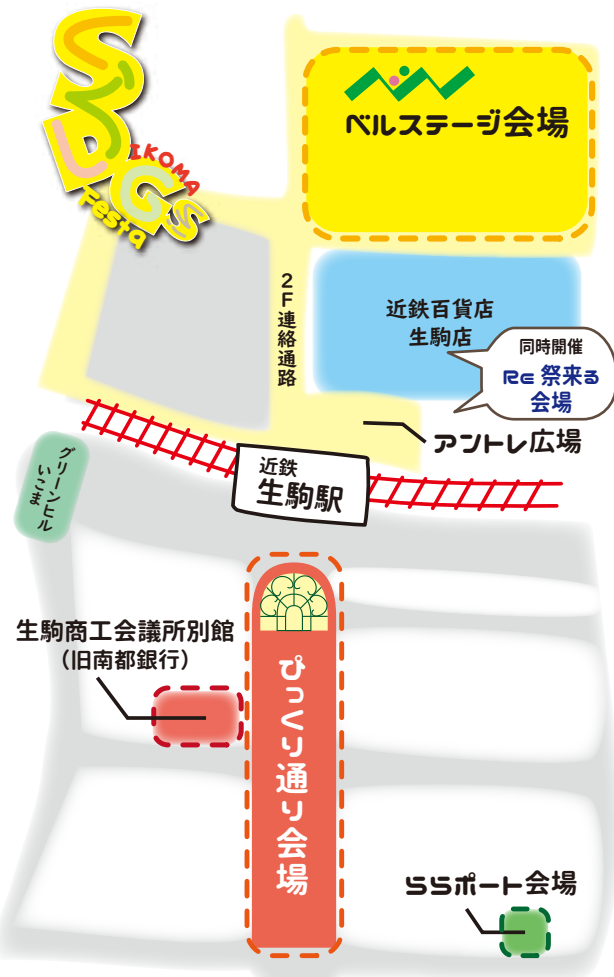 SDGs
IKOMA
Festa
ベルステージ会場
2F連絡通路
近鉄百貨店
生駒店
同時開催
Re 祭来る
会場
アントレ広場
近鉄
生駒駅
グリーンヒル
いこま
生駒商工会議所別館
（旧南都銀行）
ぴっくり通り会場
ららポート会場